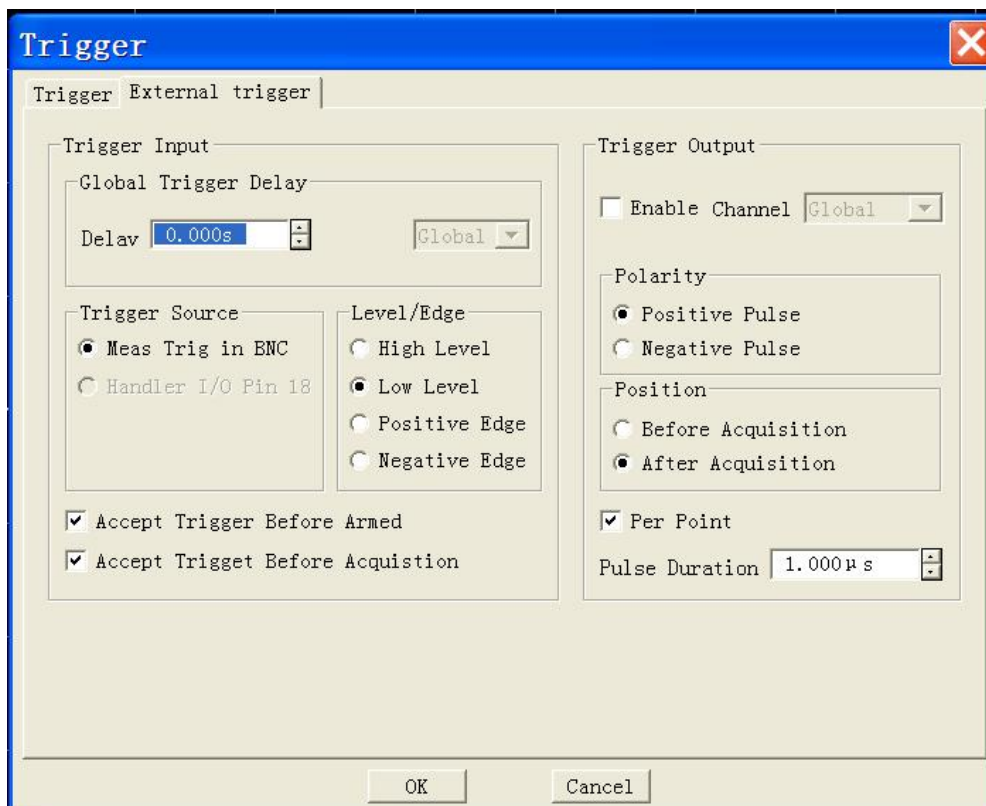 Trigger
Trigger External trigger
Trigger Input
Global Trigger Delay
Delay 0.000s Global
Trigger Source
Meas Trig in BNC
Handler I/O Pin 18
Level/Edge
High Level
Low Level
Positive Edge
Negative Edge
Accept Trigger Before Armed
Accept Trigget Before Acquistion
Trigger Output
Enable Channel Global
Polarity
Positive Pulse
Negative Pulse
Position
Before Acquisition
After Acquisition
Per Point
Pulse Duration 1.000μs
OK Cancel